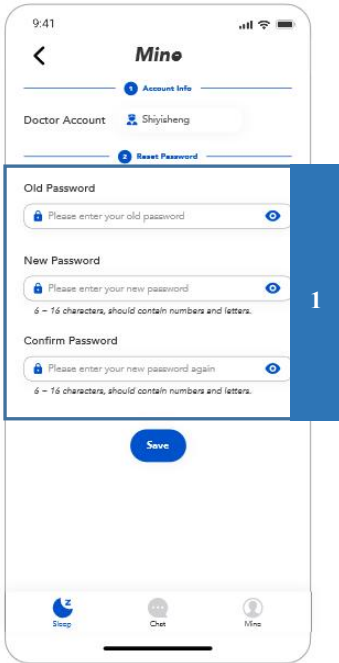 9:41
Mine
1 Account Info
Doctor Account Shiyisheng
2 Reset Password
Old Password
Please enter your old password
New Password
Please enter your new password
6 - 16 characters, should contain numbers and letters.
1
Confirm Password
Please enter your new password again
6 - 16 characters, should contain numbers and letters.
Save
Sleep Chat Mine